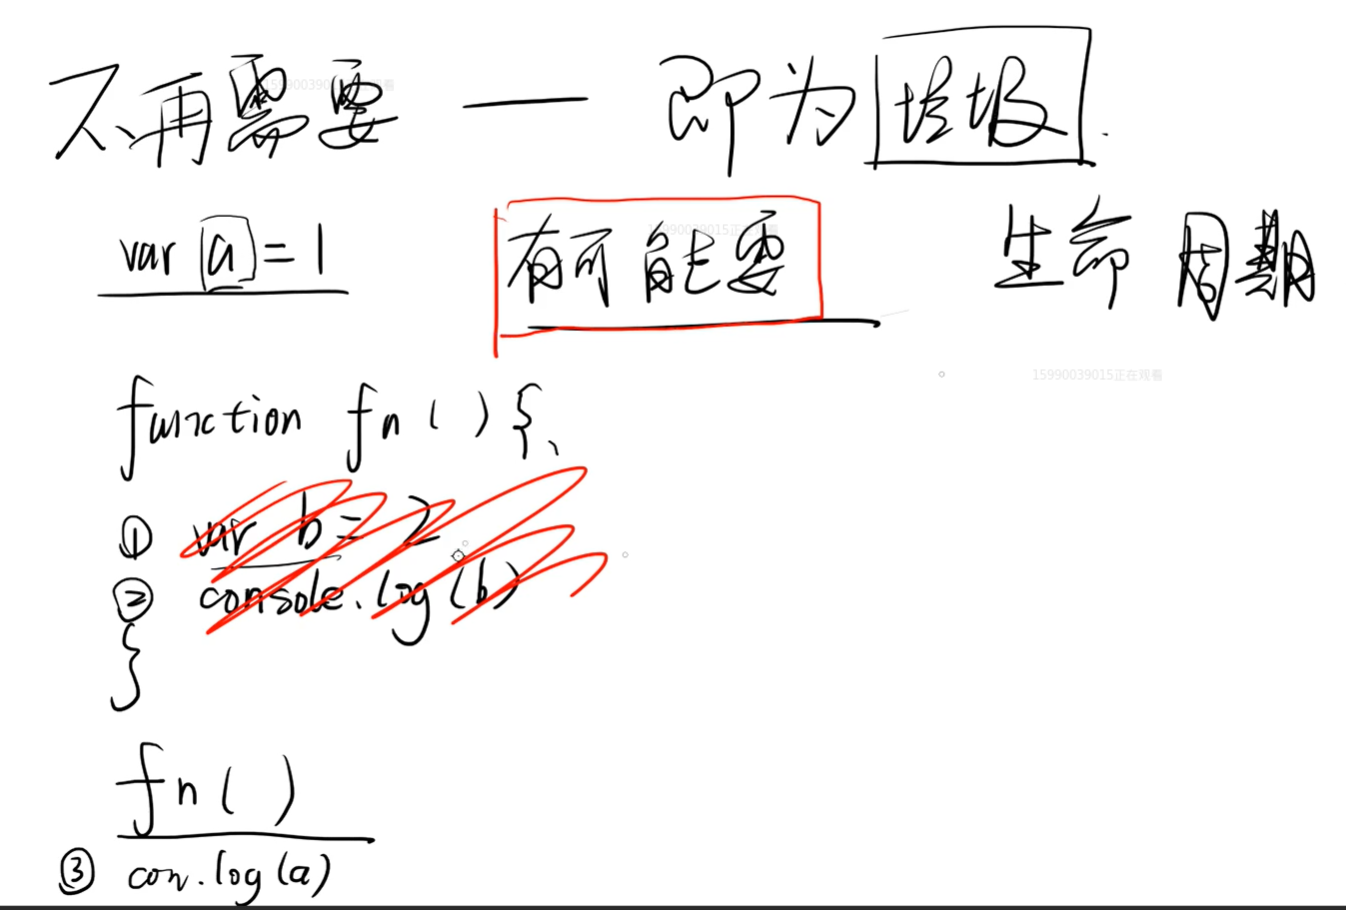 不再需要 — 即为垃圾.
var a = 1 有可能要 生命周期
15990039015正在观看
function fn ( ) {
① var b = 2
② console.log (b)
}
fn ( )
③ con.log (a)